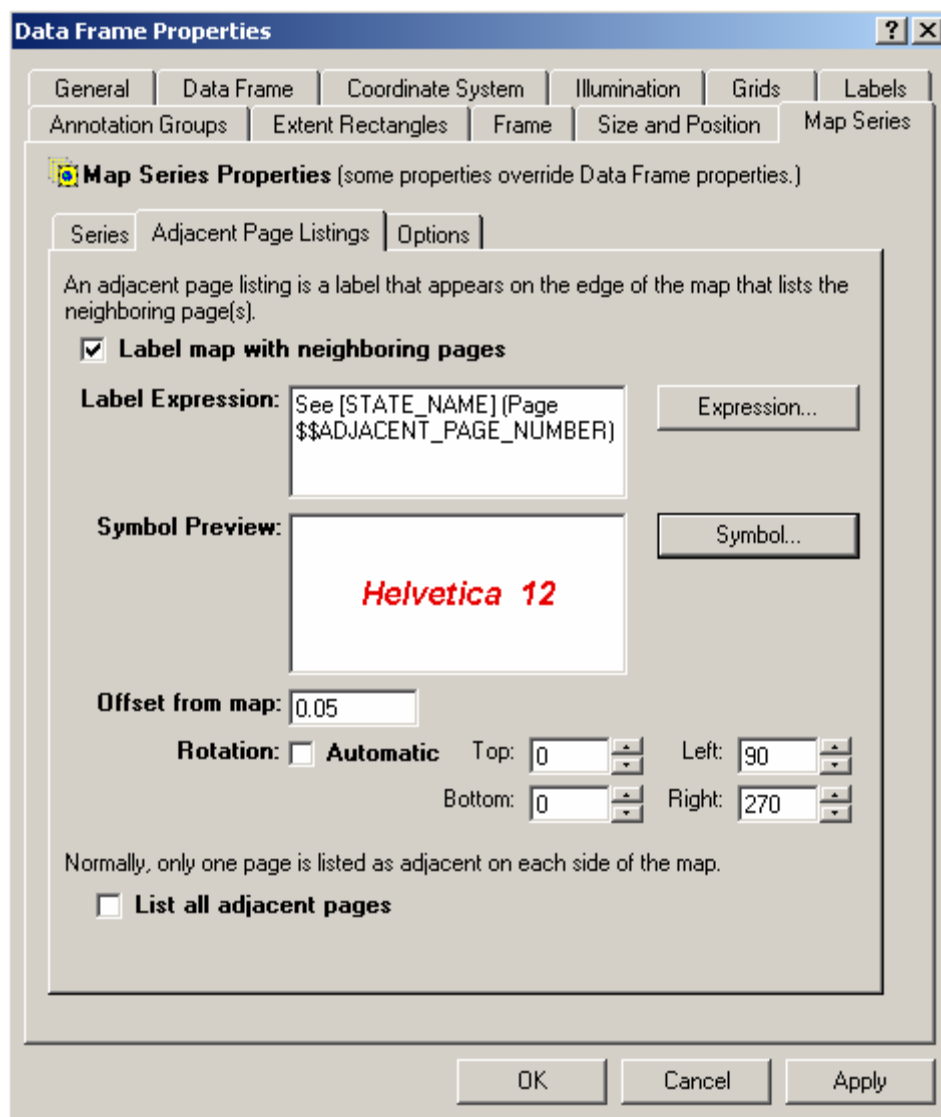 Data Frame Properties
General Data Frame Coordinate System Illumination Grids Labels
Annotation Groups Extent Rectangles Frame Size and Position Map Series
Map Series Properties (some properties override Data Frame properties.)
Series Adjacent Page Listings Options
An adjacent page listing is a label that appears on the edge of the map that lists the
neighboring page(s).
Label map with neighboring pages
Label Expression: See [STATE_NAME] (Page Expression...
$$ADJACENT_PAGE_NUMBER)
Symbol Preview: Symbol...
Helvetica 12
Offset from map: 0.05
Rotation: Automatic Top: 0 Left: 90
Bottom: 0 Right: 270
Normally, only one page is listed as adjacent on each side of the map.
List all adjacent pages
OK Cancel Apply